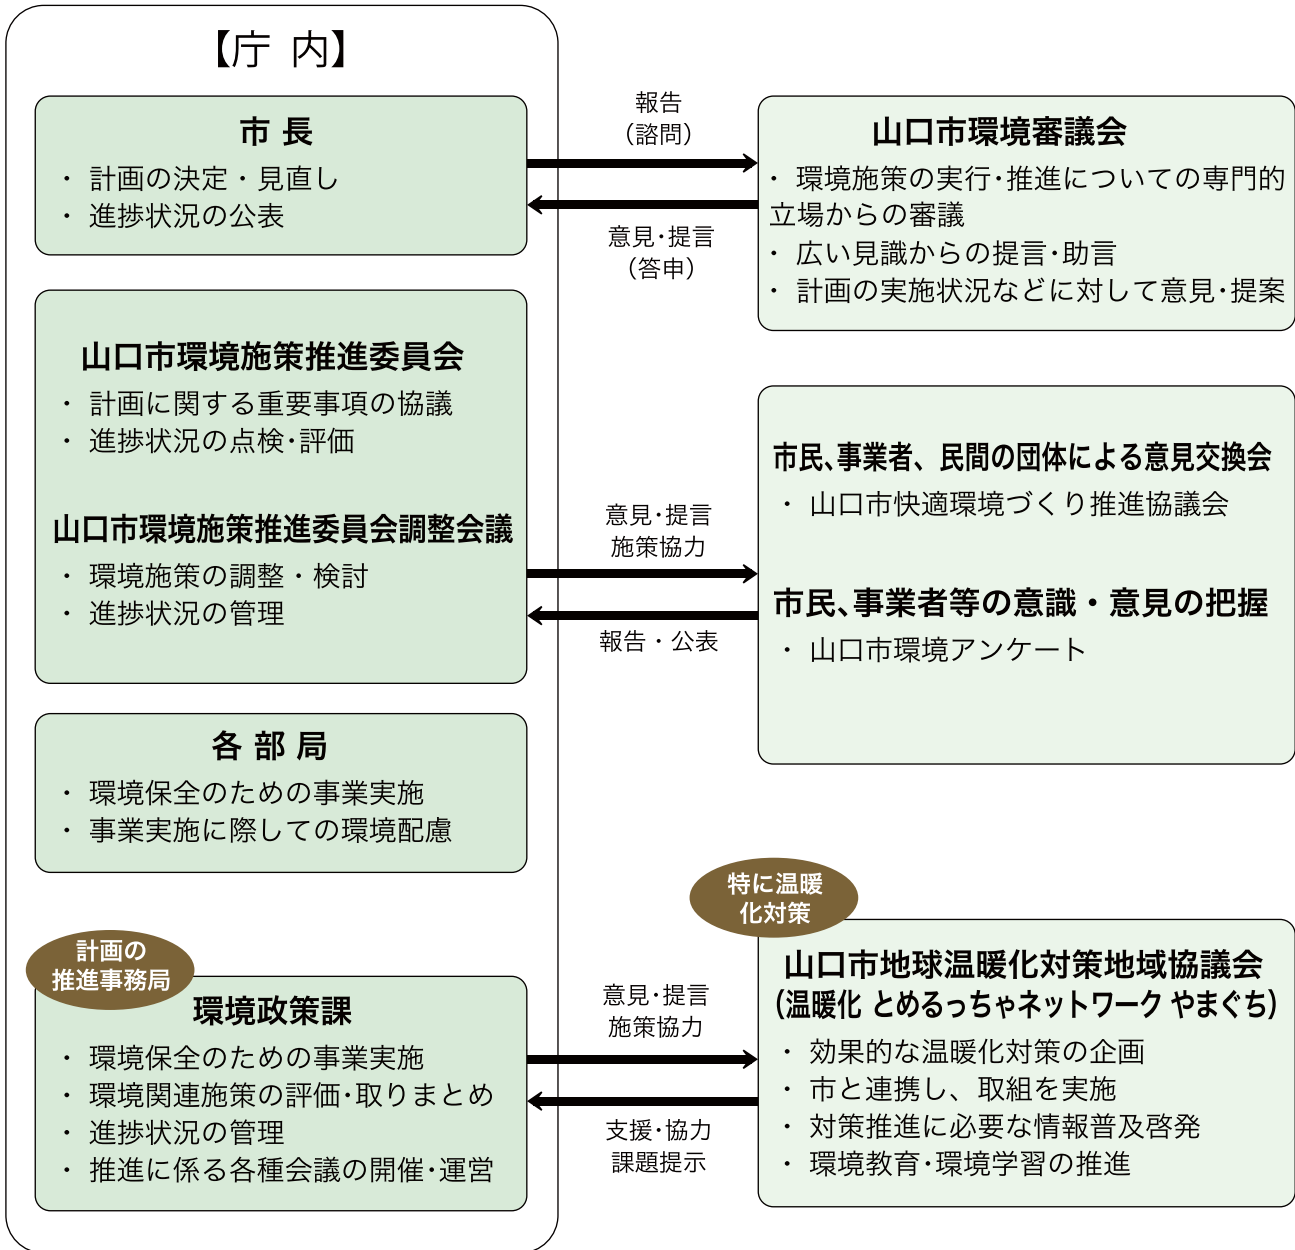 【庁 内】
市 長
・ 計画の決定・見直し
・ 進捗状況の公表
報告
（諮問）
意見･提言
（答申）
山口市環境審議会
・ 環境施策の実行･推進についての専門的
立場からの審議
・ 広い見識からの提言･助言
・ 計画の実施状況などに対して意見･提案
山口市環境施策推進委員会
・ 計画に関する重要事項の協議
・ 進捗状況の点検･評価
山口市環境施策推進委員会調整会議
・ 環境施策の調整・検討
・ 進捗状況の管理
意見･提言
施策協力
報告・公表
市民､事業者、民間の団体による意見交換会
・ 山口市快適環境づくり推進協議会
市民､事業者等の意識・意見の把握
・ 山口市環境アンケート
各 部 局
・ 環境保全のための事業実施
・ 事業実施に際しての環境配慮
計画の
推進事務局
環境政策課
・ 環境保全のための事業実施
・ 環境関連施策の評価･取りまとめ
・ 進捗状況の管理
・ 推進に係る各種会議の開催･運営
意見･提言
施策協力
支援･協力
課題提示
特に温暖
化対策
山口市地球温暖化対策地域協議会
(温暖化 とめるっちゃネットワーク やまぐち)
・ 効果的な温暖化対策の企画
・ 市と連携し、取組を実施
・ 対策推進に必要な情報普及啓発
・ 環境教育･環境学習の推進